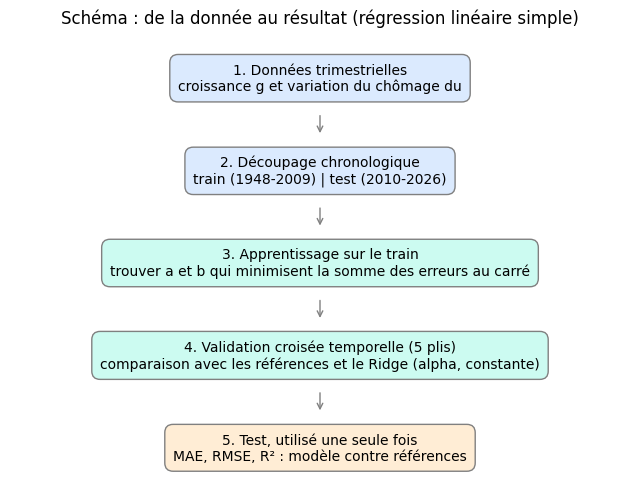 Schéma : de la donnée au résultat (régression linéaire simple)
1. Données trimestrielles
croissance g et variation du chômage du
2. Découpage chronologique
train (1948-2009) | test (2010-2026)
3. Apprentissage sur le train
trouver a et b qui minimisent la somme des erreurs au carré
4. Validation croisée temporelle (5 plis)
comparaison avec les références et le Ridge (alpha, constante)
5. Test, utilisé une seule fois
MAE, RMSE, R² : modèle contre références